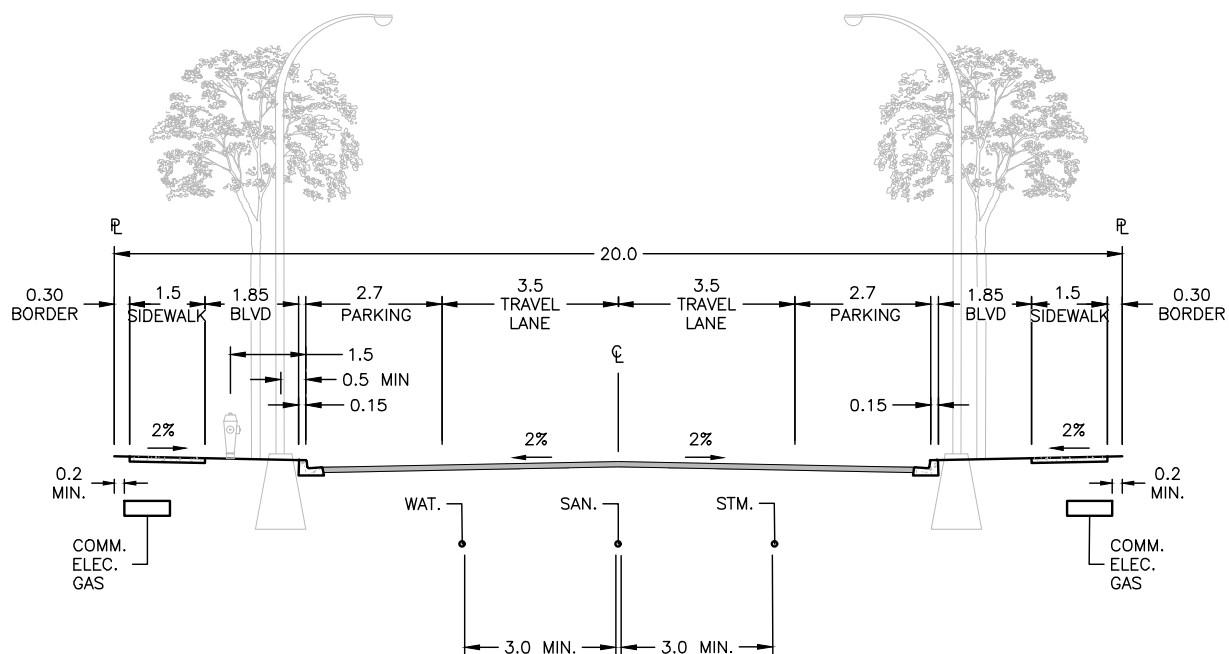 ℄ 
20.0
0.30
BORDER
1.5
SIDEWALK
1.85
BLVD
2.7
PARKING
3.5
TRAVEL
LANE
3.5
TRAVEL
LANE
2.7
PARKING
1.85
BLVD
1.5
SIDEWALK
0.30
BORDER
1.5
0.5 MIN
0.15
0.15
2%
2%
2%
2%
0.2
MIN.
0.2
MIN.
WAT.
SAN.
STM.
COMM.
ELEC.
GAS
COMM.
ELEC.
GAS
3.0 MIN.
3.0 MIN.